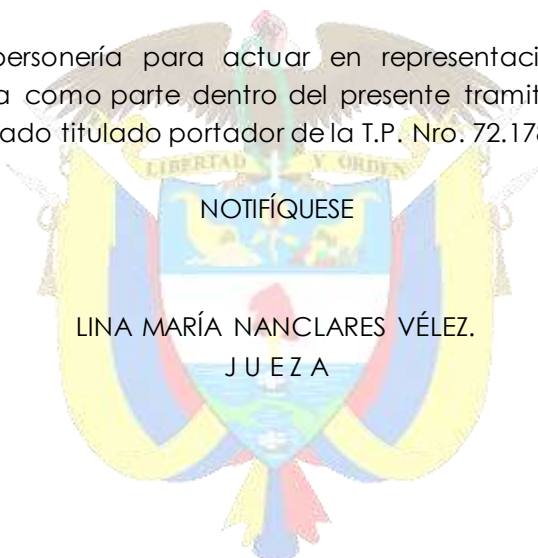 personería para actuar en representaci
a como parte dentro del presente tramit
ado titulado portador de la T.P. Nro. 72.178
LIBERTAD Y ORDEN
NOTIFÍQUESE
LINA MARÍA NANCLARES VÉLEZ.
J U E Z A